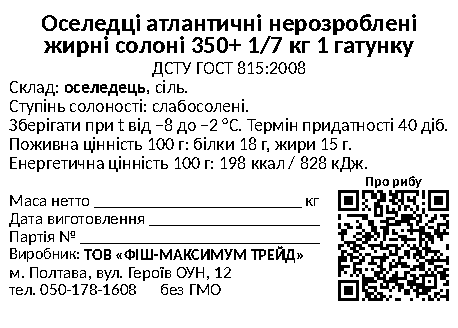 Оселедці атлантичні нерозроблені
жирні солоні 350+ 1/7 кг 1 гатунку
ДСТУ ГОСТ 815:2008
Склад: оселедець, сіль.
Ступінь солоності: слабосолені.
Зберігати при t від –8 до –2 °С. Термін придатності 40 діб.
Поживна цінність 100 г: білки 18 г, жири 15 г.
Енергетична цінність 100 г: 198 ккал / 828 кДж.
Про рибу
Маса нетто ____________________ кг
Дата виготовлення ____________________
Партія № ____________________
Виробник: ТОВ «ФІШ-МАКСИМУМ ТРЕЙД»
м. Полтава, вул. Героїв ОУН, 12
тел. 050-178-1608 без ГМО